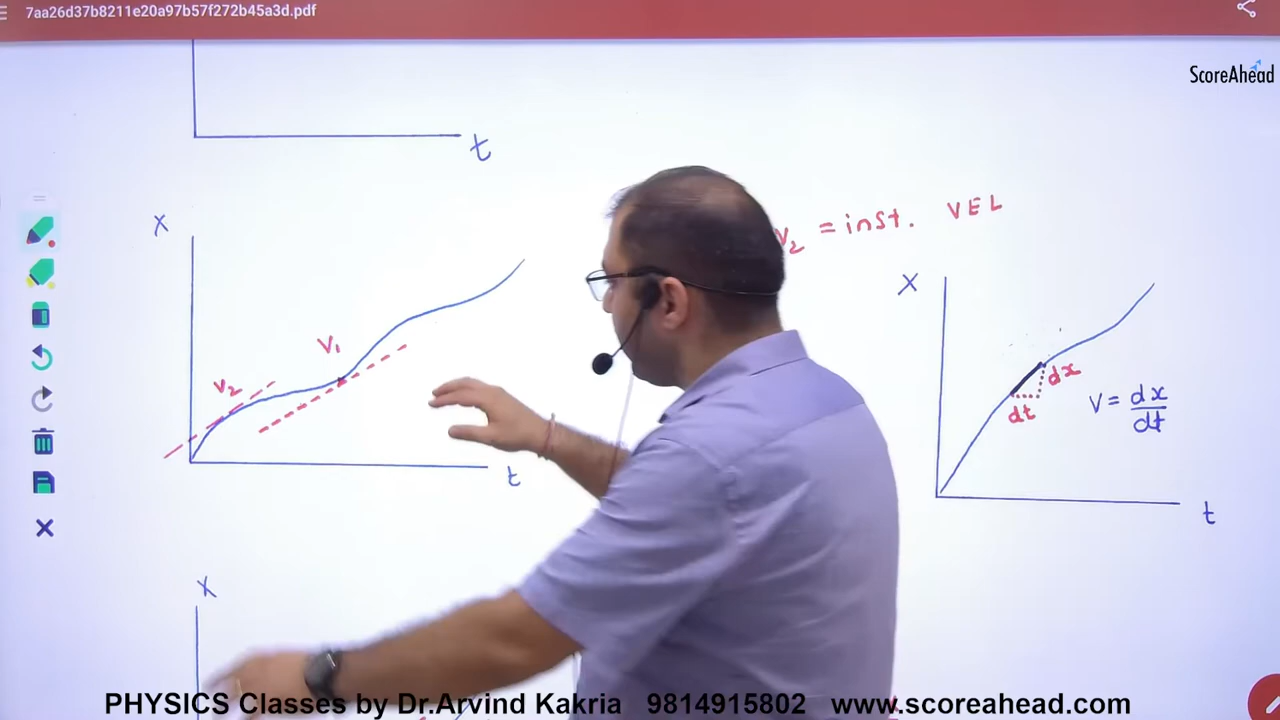 7aa26d37b8211e20a97b57f272b45a3d.pdf
ScoreAhead
t
X
V₁
V₂
t
V₂ = inst. VEL
X
dx
dt
V = dx/dt
t
X
PHYSICS Classes by Dr.Arvind Kakria 9814915802 www.scoreahead.com